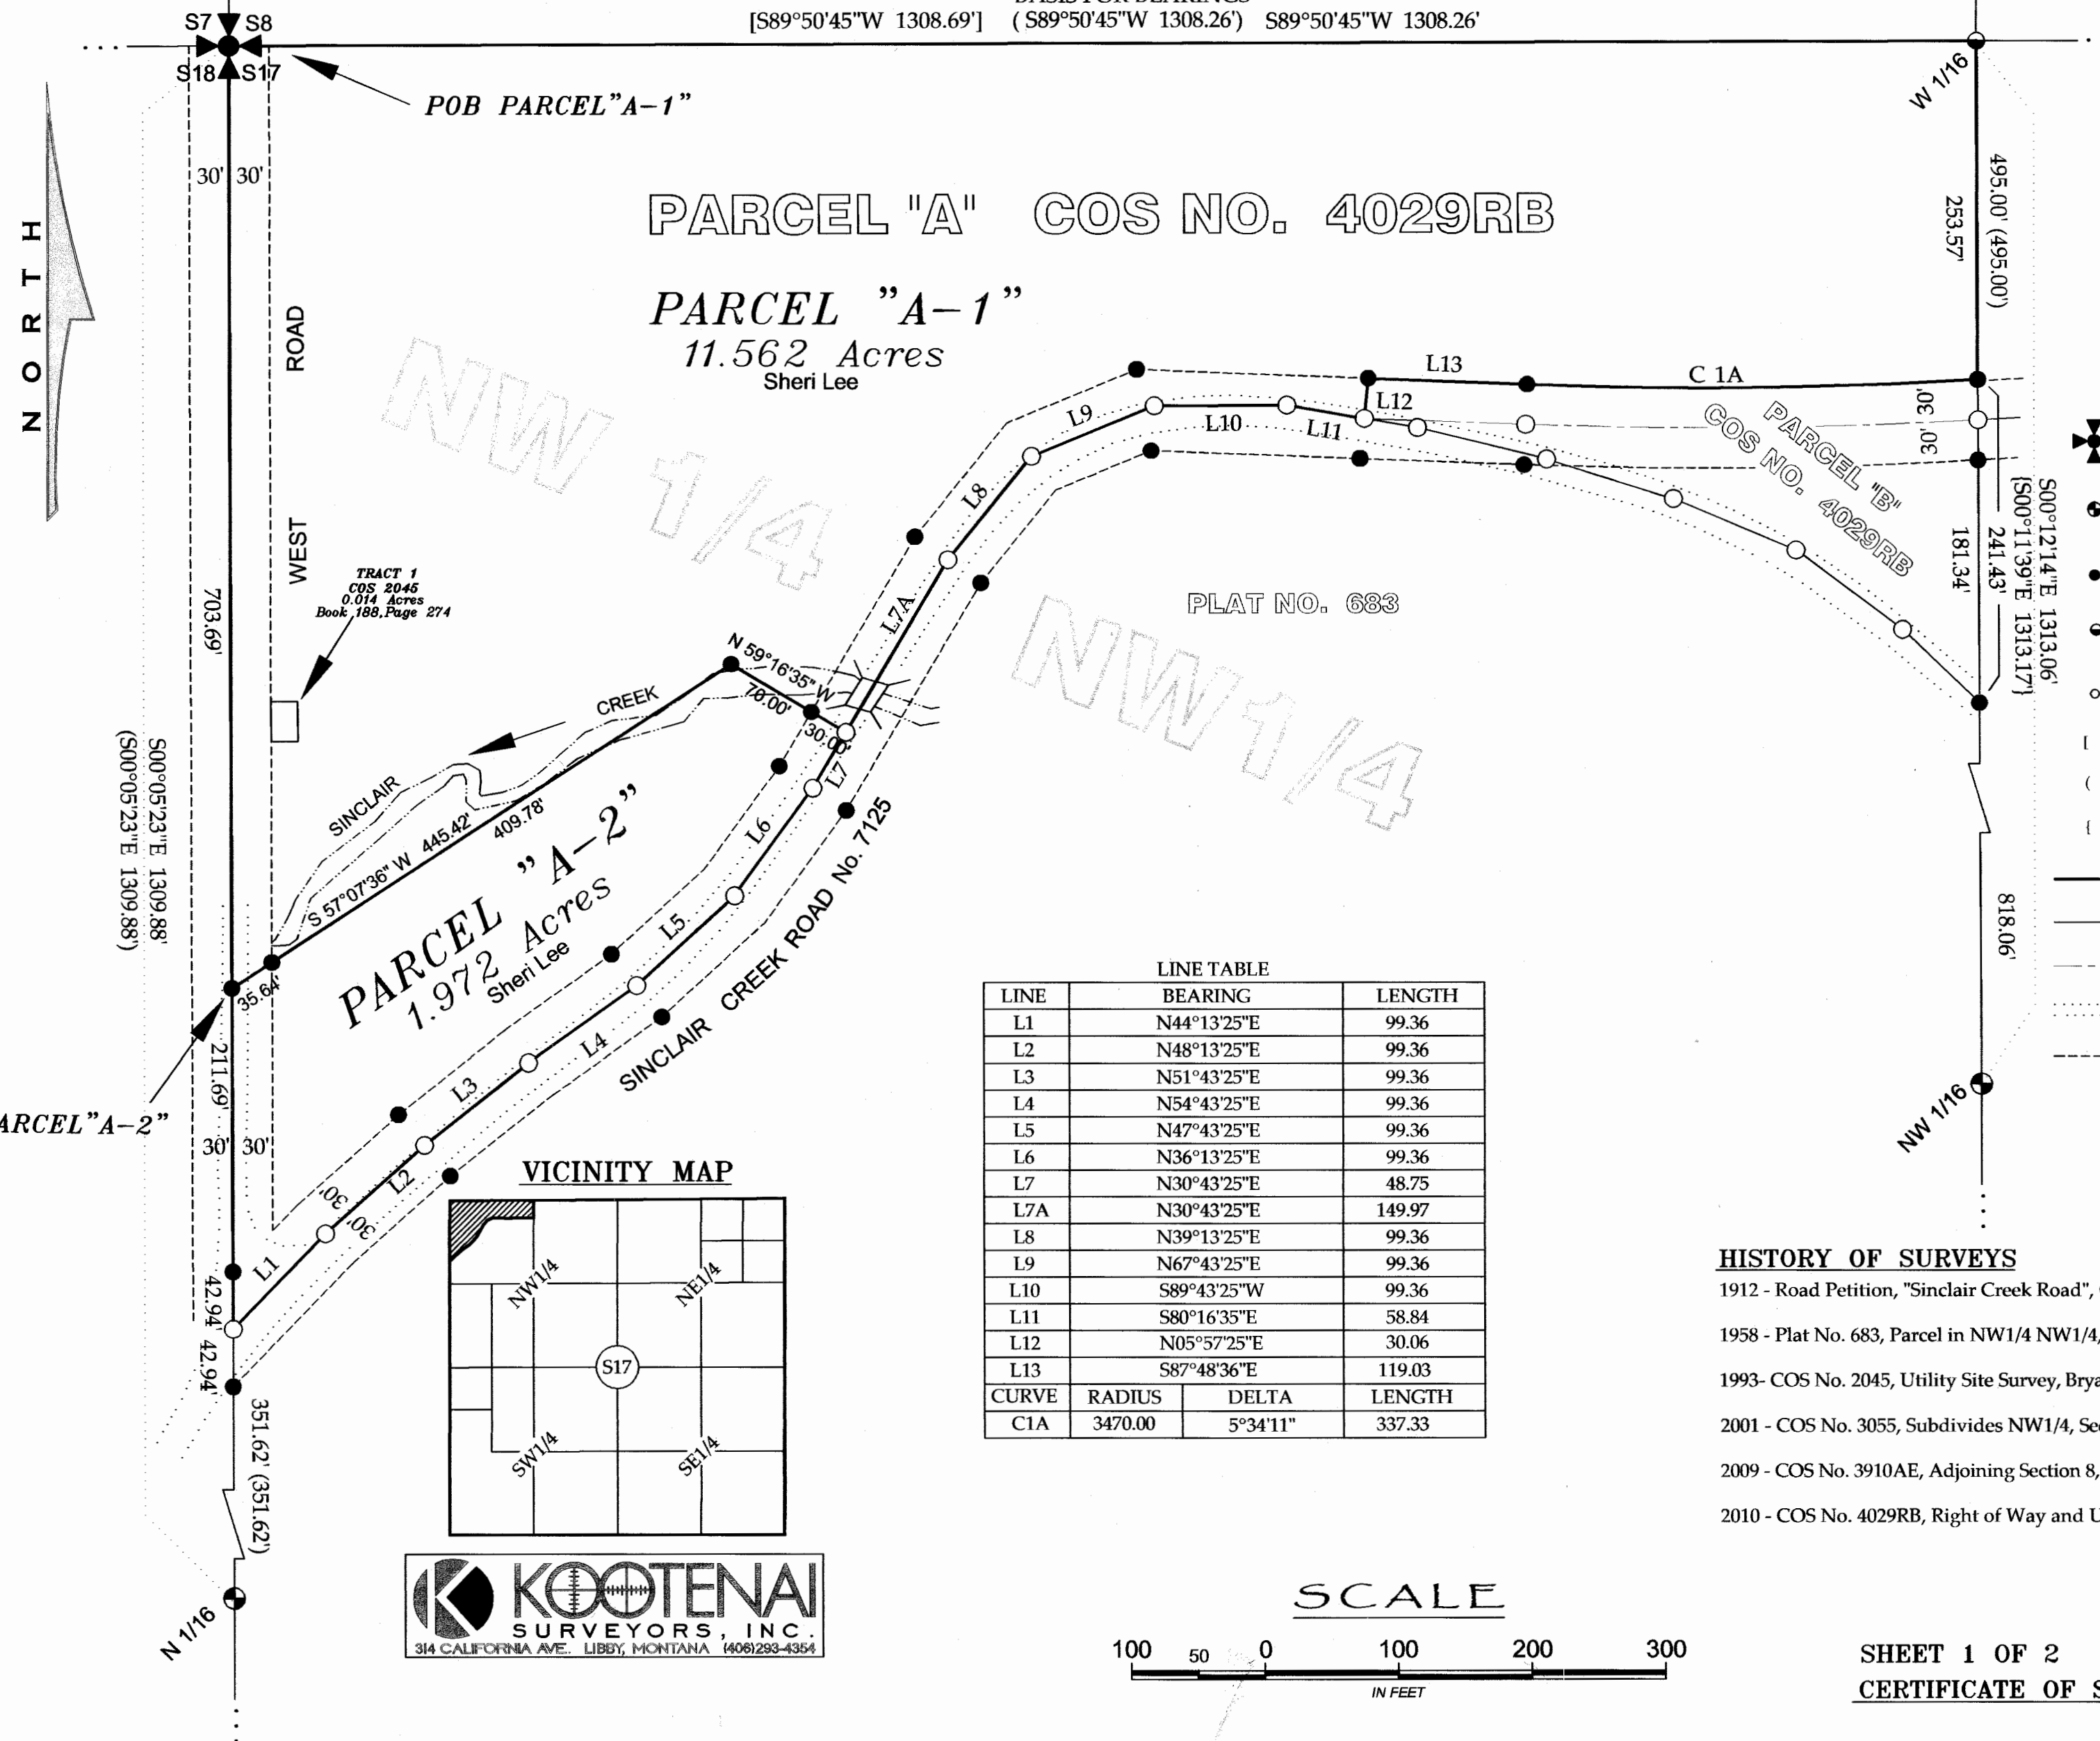 [S89°50'45"W 1308.69'] ( S89°50'45"W 1308.26') S89°50'45"W 1308.26'
S7 S8
S18 S17
POB PARCEL"A-1"
W 1/16
30' 30'
NORTH
PARCEL "A" COS NO. 4029RB
PARCEL "A-1"
11.562 Acres
Sheri Lee
NW 1/4
NW1/4
WEST ROAD
495.00' (495.00')
253.57'
L13
C 1A
L12
L9
L10
L11
L8
L7A
30'
30'
PARCEL "B"
COS NO. 4029RB
PLAT NO. 683
S00°12'14"E 1313.06'
{S00°11'39"E 1313.17'}
241.43'
181.34'
818.06'
NW 1/16
703.69'
TRACT 1
COS 2045
0.014 Acres
Book 188, Page 274
N 59°16'35" W
70.00'
30.00'
CREEK
SINCLAIR
S 57°07'36" W 445.42'
409.78'
S00°05'23"E 1309.88'
(S00°05'23"E 1309.88')
PARCEL "A-2"
1.972 Acres
Sheri Lee
L7
L6
L5
L4
L3
L2
L1
SINCLAIR CREEK ROAD No. 7125
35.64'
211.69'
ARCEL"A-2"
30' 30'
30'
30'
42.94'
42.94'
351.62' (351.62')
N 1/16
LINE TABLE
LINE BEARING LENGTH
L1 N44°13'25"E 99.36
L2 N48°13'25"E 99.36
L3 N51°43'25"E 99.36
L4 N54°43'25"E 99.36
L5 N47°43'25"E 99.36
L6 N36°13'25"E 99.36
L7 N30°43'25"E 48.75
L7A N30°43'25"E 149.97
L8 N39°13'25"E 99.36
L9 N67°43'25"E 99.36
L10 S89°43'25"W 99.36
L11 S80°16'35"E 58.84
L12 N05°57'25"E 30.06
L13 S87°48'36"E 119.03
CURVE RADIUS DELTA LENGTH
C1A 3470.00 5°34'11" 337.33
VICINITY MAP
NW1/4
NE1/4
S17
SW1/4
SE1/4
KOOTENAI
SURVEYORS, INC.
314 CALIFORNIA AVE. LIBBY, MONTANA (406)293-4354
HISTORY OF SURVEYS
1912 - Road Petition, "Sinclair Creek Road",
1958 - Plat No. 683, Parcel in NW1/4 NW1/4,
1993- COS No. 2045, Utility Site Survey, Brya
2001 - COS No. 3055, Subdivides NW1/4, Se
2009 - COS No. 3910AE, Adjoining Section 8,
2010 - COS No. 4029RB, Right of Way and U
SCALE
100 50 0 100 200 300
IN FEET
SHEET 1 OF 2
CERTIFICATE OF S